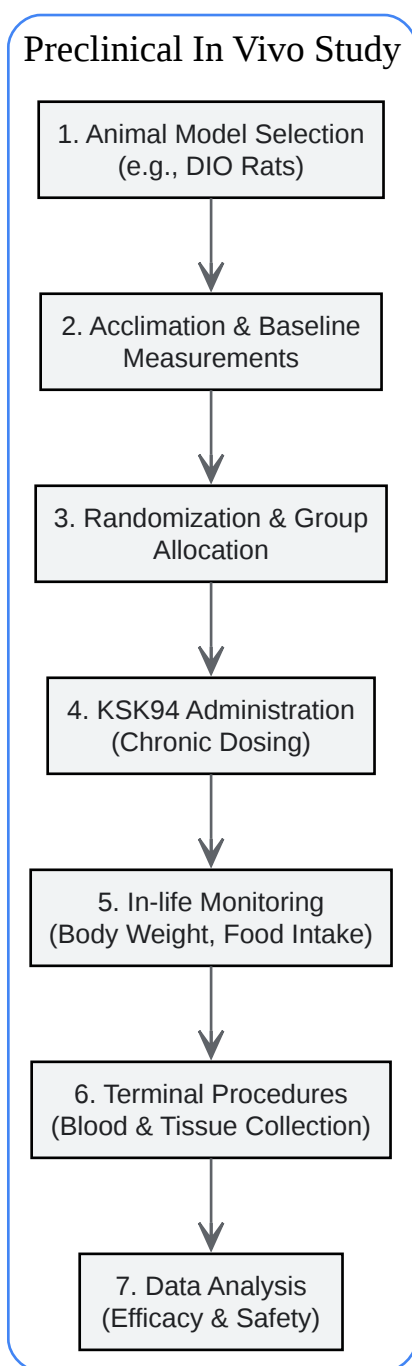 Preclinical In Vivo Study
1. Animal Model Selection
(e.g., DIO Rats)
2. Acclimation & Baseline
Measurements
3. Randomization & Group
Allocation
4. KSK94 Administration
(Chronic Dosing)
5. In-life Monitoring
(Body Weight, Food Intake)
6. Terminal Procedures
(Blood & Tissue Collection)
7. Data Analysis
(Efficacy & Safety)